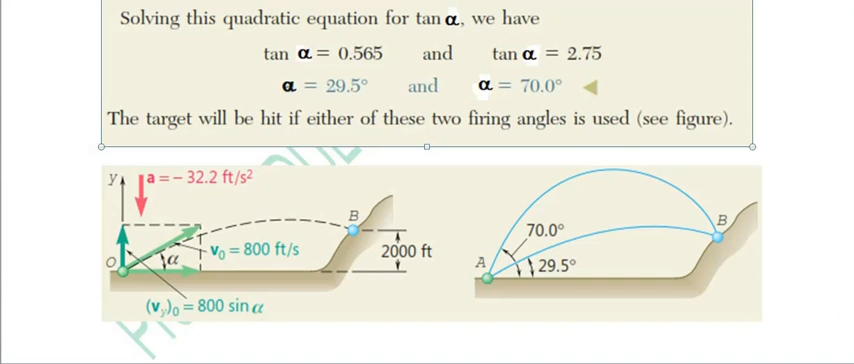 Solving this quadratic equation for tan α, we have
tan α = 0.565 and tan α = 2.75
α = 29.5° and α = 70.0°
The target will be hit if either of these two firing angles is used (see figure).
y
a = − 32.2 ft/s²
B
v₀ = 800 ft/s
2000 ft
O
α
(vᵧ)₀ = 800 sin α
70.0°
B
A
29.5°